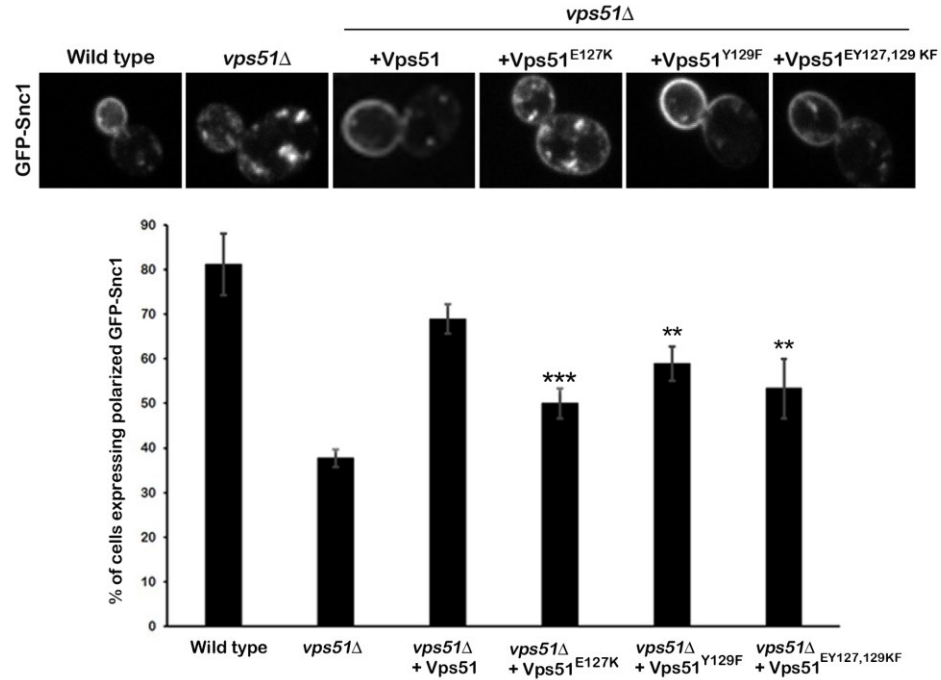 vps51Δ
Wild type vps51Δ +Vps51 +Vps51E127K +Vps51Y129F +Vps51EY127,129 KF
GFP-Snc1
% of cells expressing polarized GFP-Snc1
90
80
70
60
50
40
30
20
10
0
***
**
**
Wild type vps51Δ vps51Δ vps51Δ vps51Δ vps51Δ
+ Vps51 + Vps51E127K + Vps51Y129F + Vps51EY127,129KF